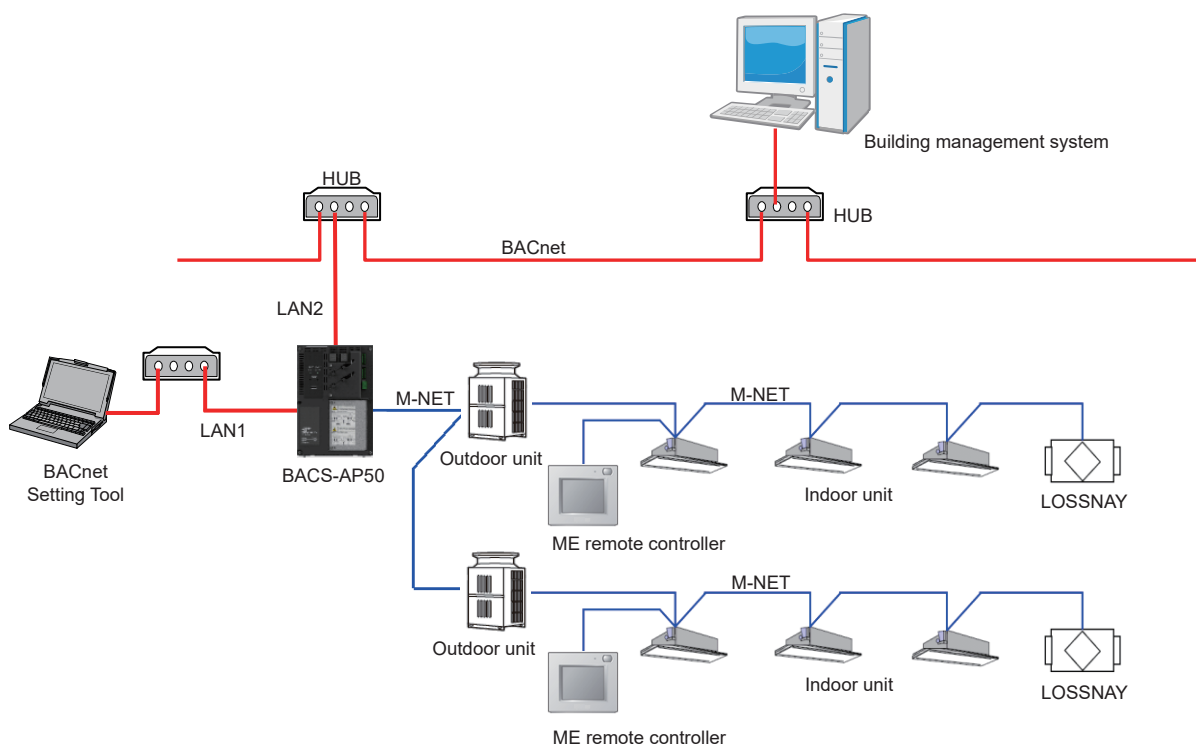 Building management system
HUB
HUB
BACnet
LAN2
M-NET
M-NET
LAN1
Outdoor unit
BACnet
Setting Tool
BACS-AP50
Indoor unit
LOSSNAY
ME remote controller
M-NET
Outdoor unit
Indoor unit
LOSSNAY
ME remote controller